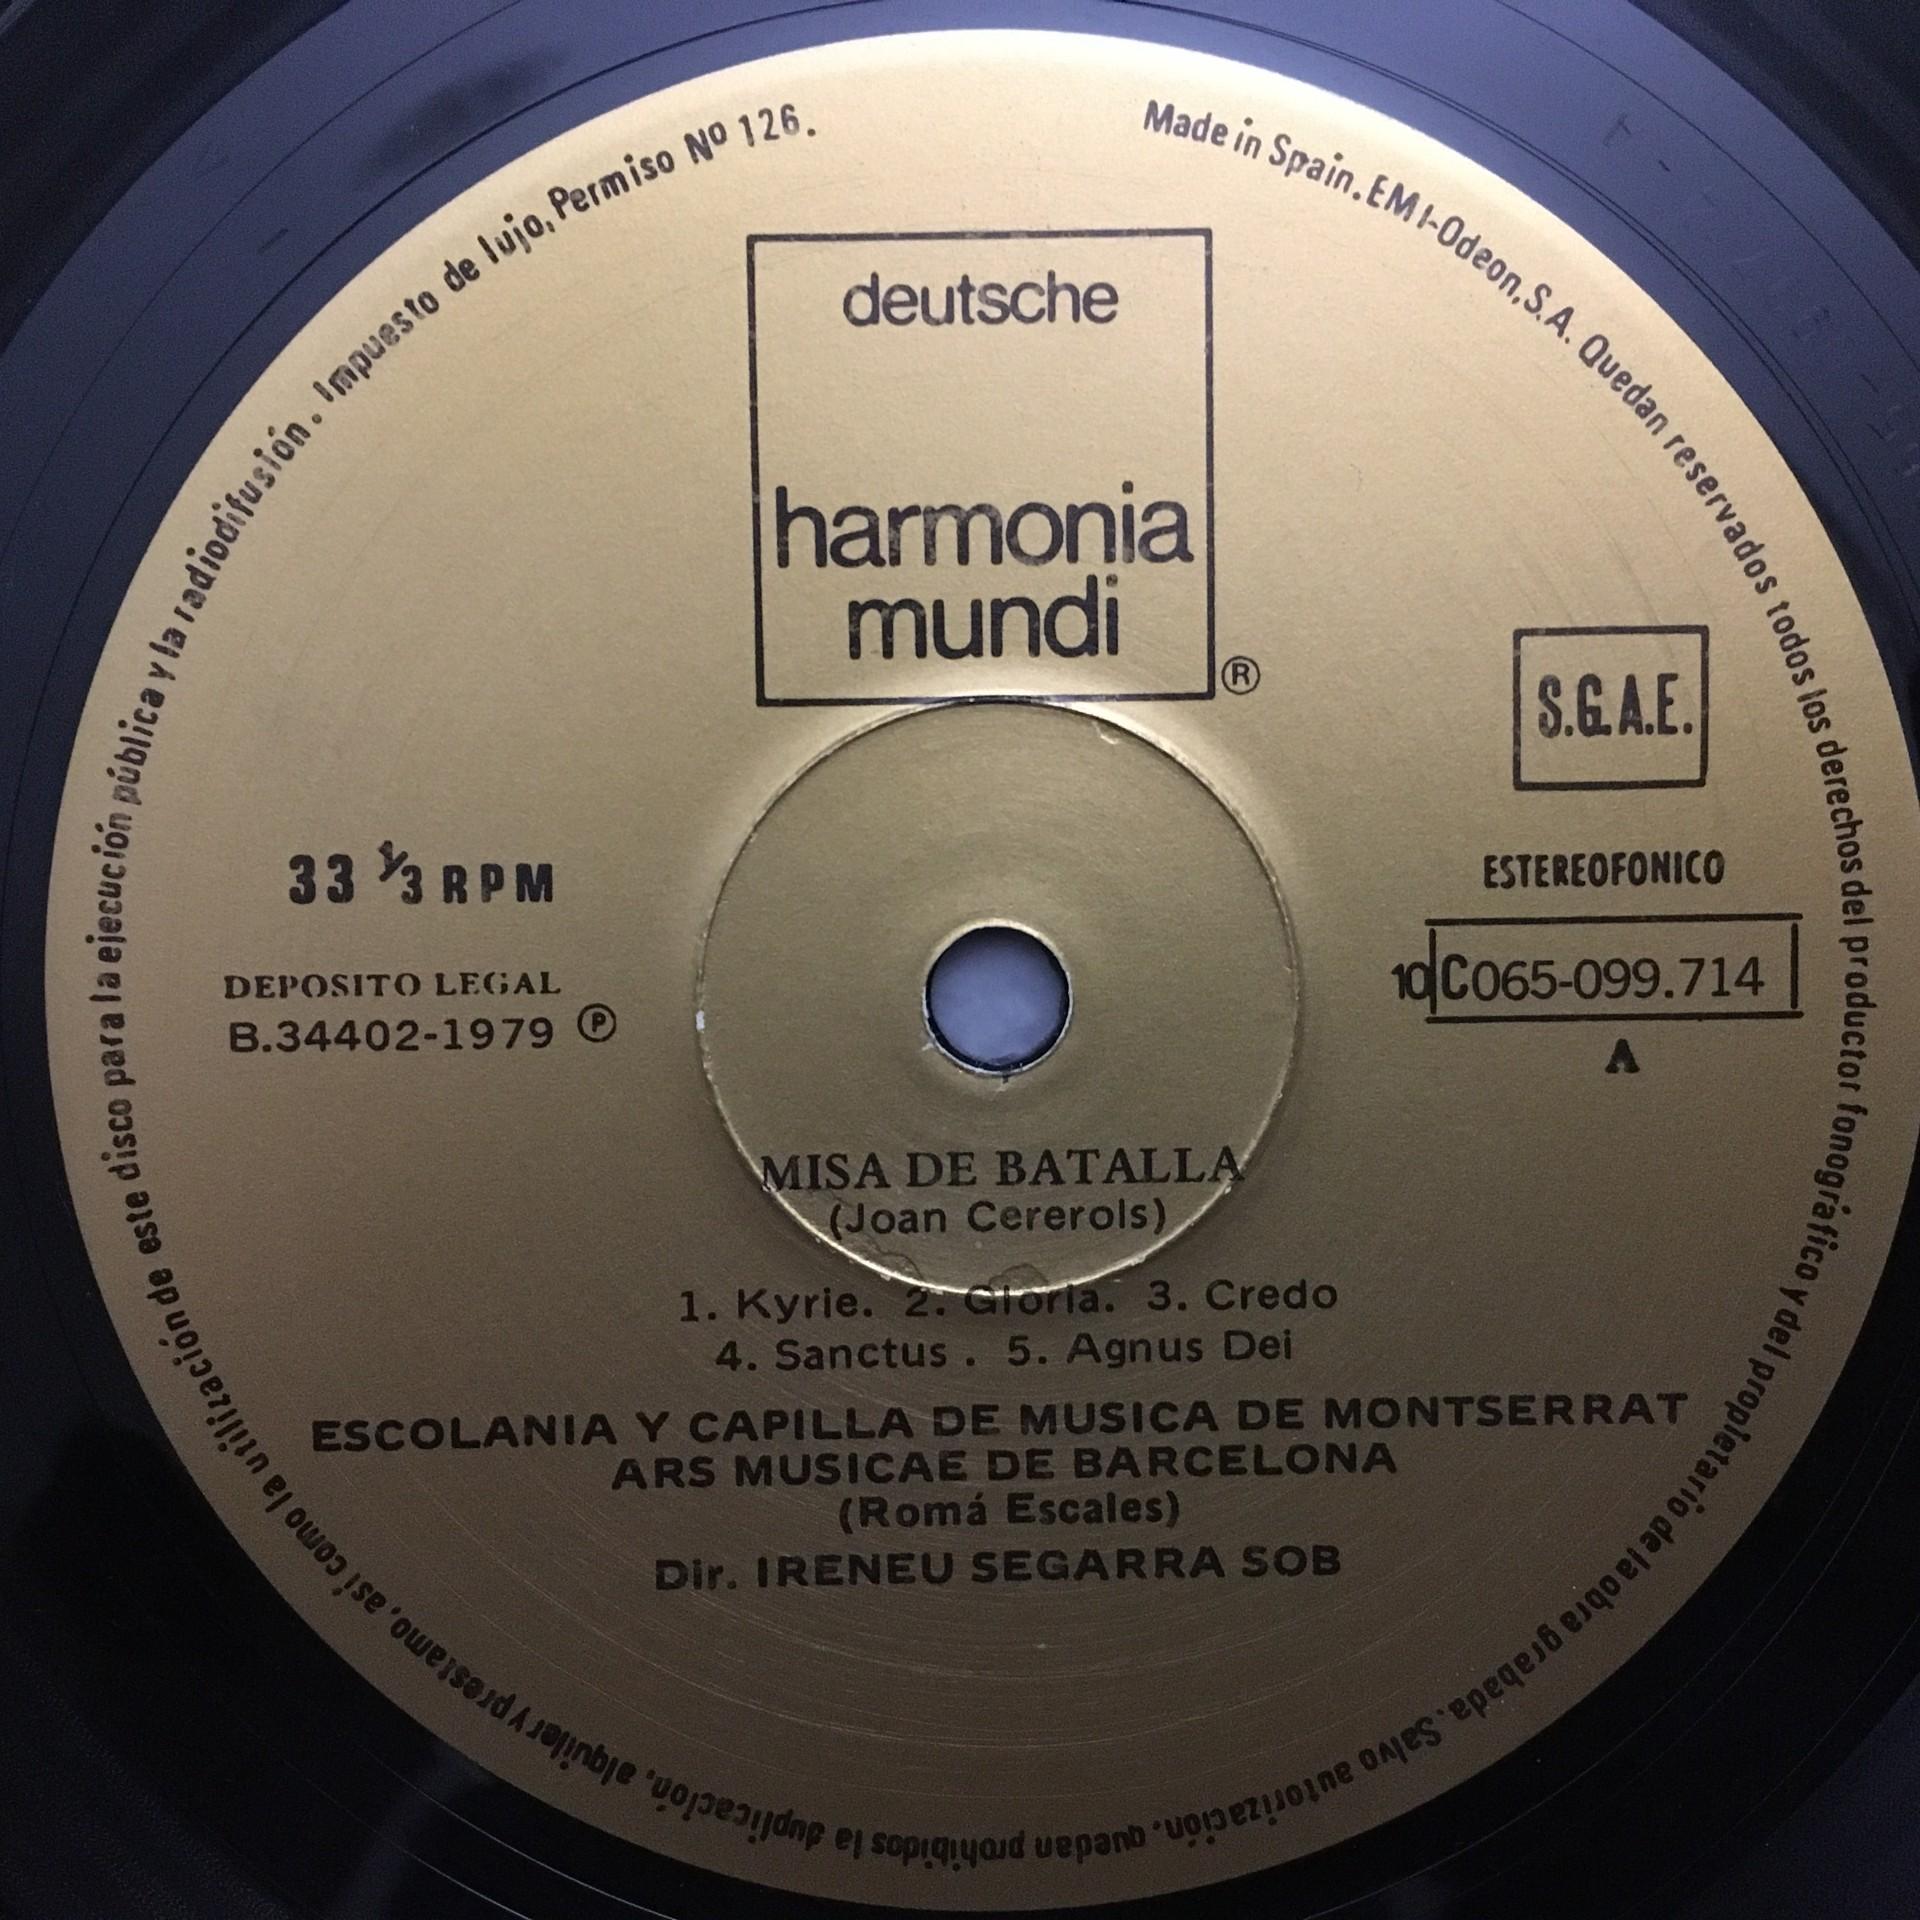 Made in Spain. EMI-Odeon, S.A. Quedan reservados todos los derechos del productor fonográfico y del propietario de la obra grabada. Salvo autorización, quedan prohibidos la duplicación, alquiler y prestamo, así como la utilización de este disco para la ejecución pública y la radiodifusión. Impuesto de lujo, Permiso Nº 126.
deutsche
harmonia
mundi
®
S.G.A.E.
33 1/3 RPM
ESTEREOFONICO
DEPOSITO LEGAL
B.34402-1979 ℗
10C065-099.714
A
MISA DE BATALLA
(Joan Cererols)
1. Kyrie. 2. Gloria. 3. Credo
4. Sanctus . 5. Agnus Dei
ESCOLANIA Y CAPILLA DE MUSICA DE MONTSERRAT
ARS MUSICAE DE BARCELONA
(Romá Escales)
Dir. IRENEU SEGARRA SOB